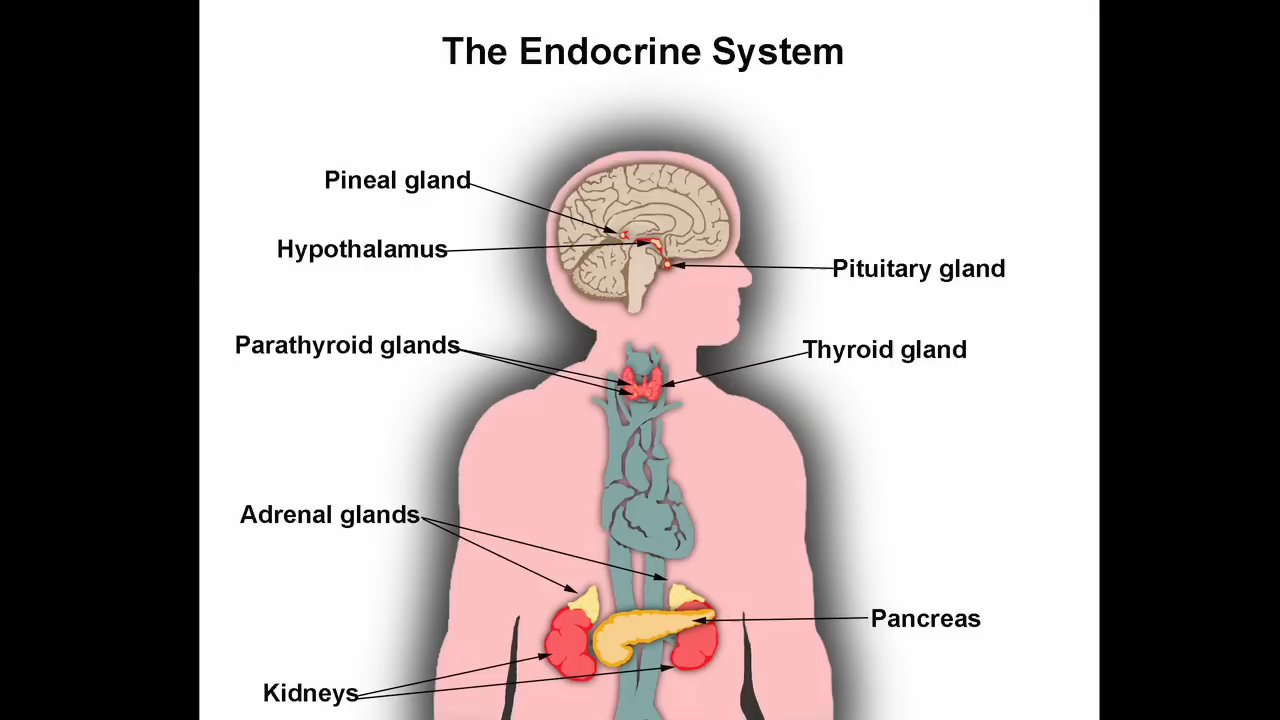 The Endocrine System
Pineal gland
Hypothalamus
Pituitary gland
Parathyroid glands
Thyroid gland
Adrenal glands
Pancreas
Kidneys